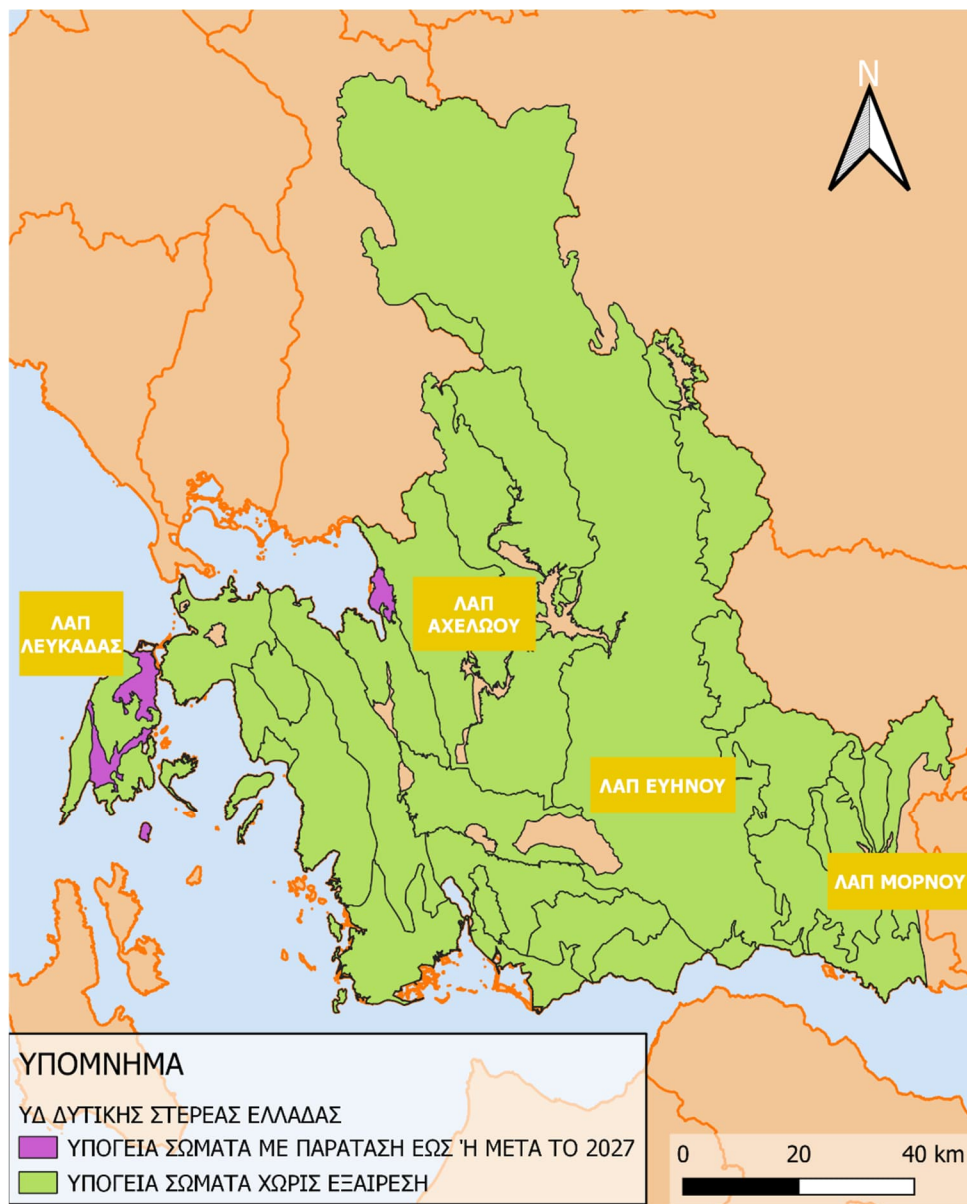 N
ΛΑΠ
ΛΕΥΚΑΔΑΣ
ΛΑΠ
ΑΧΕΛΩΟΥ
ΛΑΠ ΕΥΗΝΟΥ
ΛΑΠ ΜΟΡΝΟΥ
ΥΠΟΜΝΗΜΑ
ΥΔ ΔΥΤΙΚΗΣ ΣΤΕΡΕΑΣ ΕΛΛΑΔΑΣ
ΥΠΟΓΕΙΑ ΣΩΜΑΤΑ ΜΕ ΠΑΡΑΤΑΣΗ ΕΩΣ 'Η ΜΕΤΑ ΤΟ 2027
ΥΠΟΓΕΙΑ ΣΩΜΑΤΑ ΧΩΡΙΣ ΕΞΑΙΡΕΣΗ
0 20 40 km